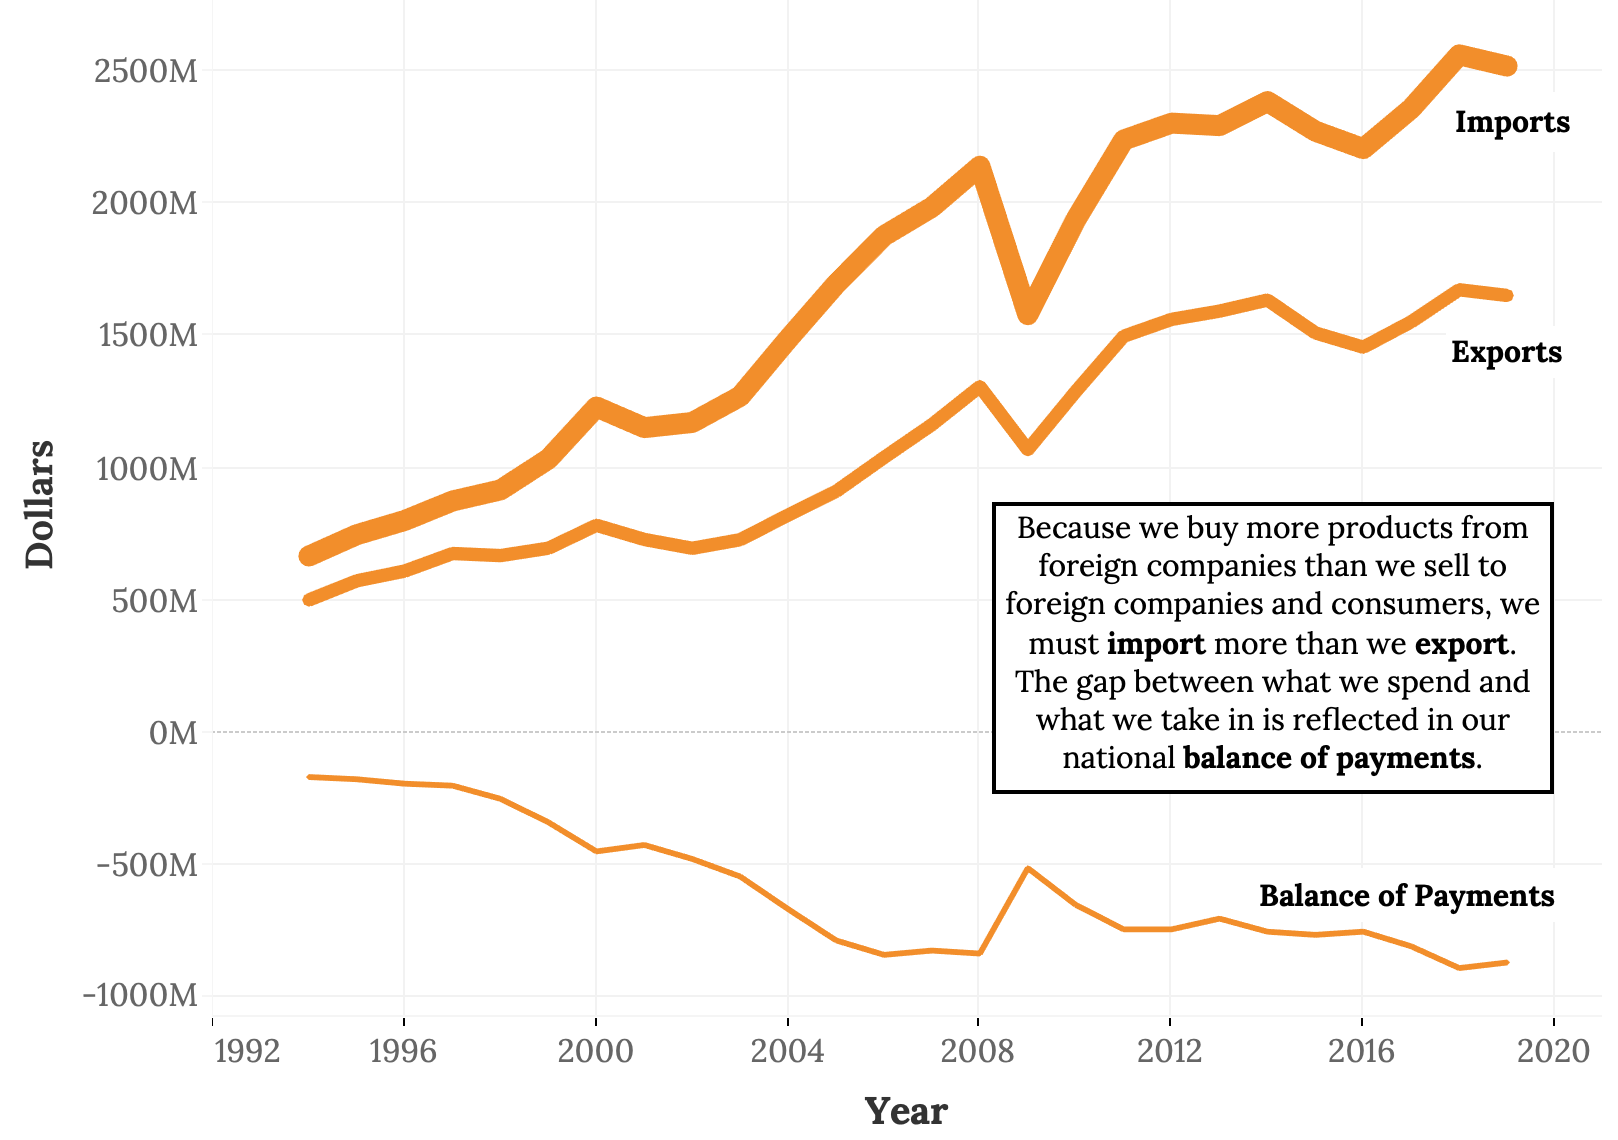 2500M
2000M
1500M
1000M
500M
0M
-500M
-1000M
Dollars
Imports
Exports
Because we buy more products from
foreign companies than we sell to
foreign companies and consumers, we
must import more than we export.
The gap between what we spend and
what we take in is reflected in our
national balance of payments.
Balance of Payments
1992 1996 2000 2004 2008 2012 2016 2020
Year